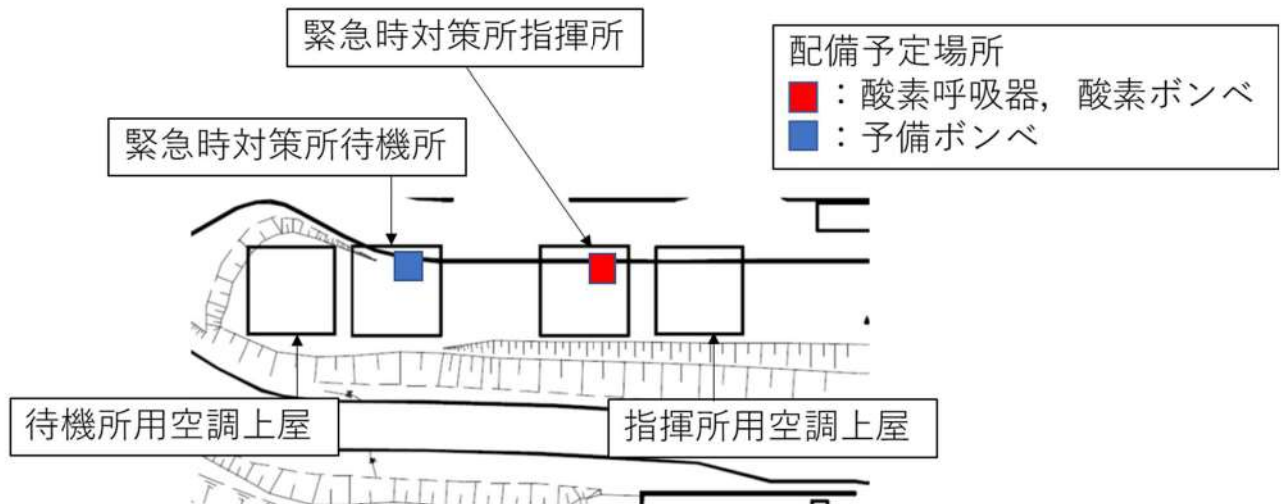 緊急時対策所指揮所
配備予定場所
：酸素呼吸器，酸素ボンベ
：予備ボンベ
緊急時対策所待機所
待機所用空調上屋
指揮所用空調上屋